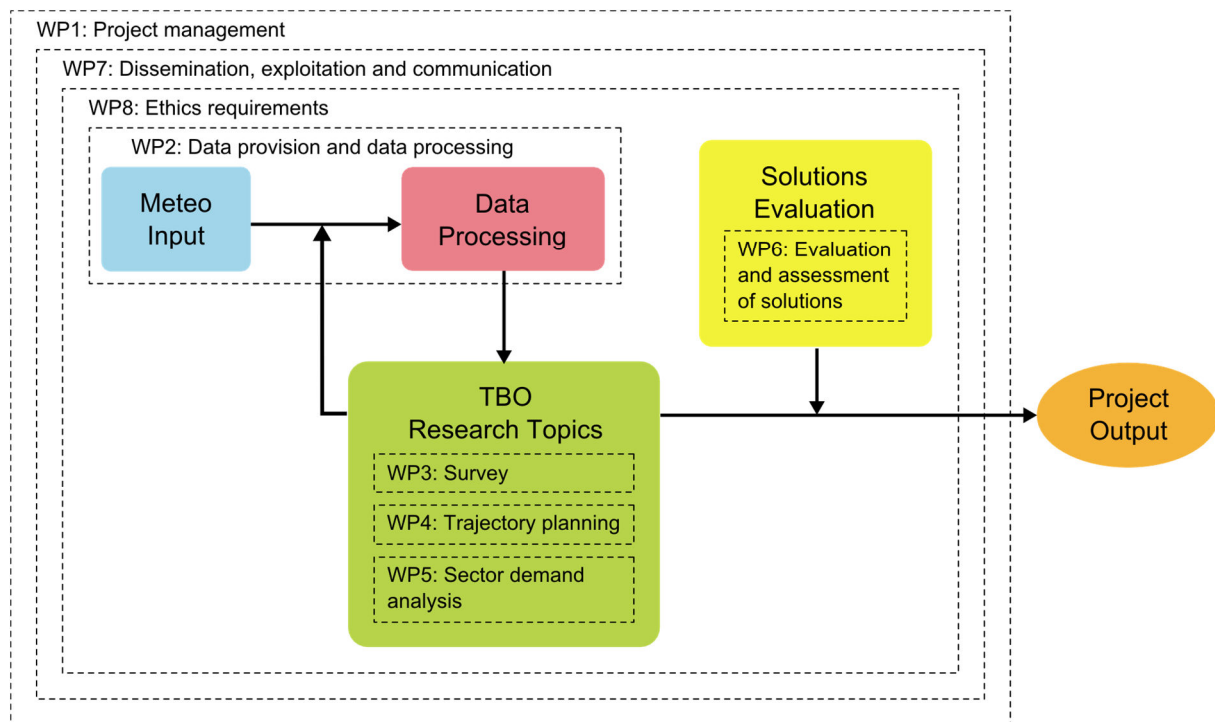 WP1: Project management
WP7: Dissemination, exploitation and communication
WP8: Ethics requirements
WP2: Data provision and data processing
Meteo
Input
Data
Processing
Solutions
Evaluation
WP6: Evaluation
and assessment
of solutions
TBO
Research Topics
WP3: Survey
WP4: Trajectory planning
WP5: Sector demand
analysis
Project
Output